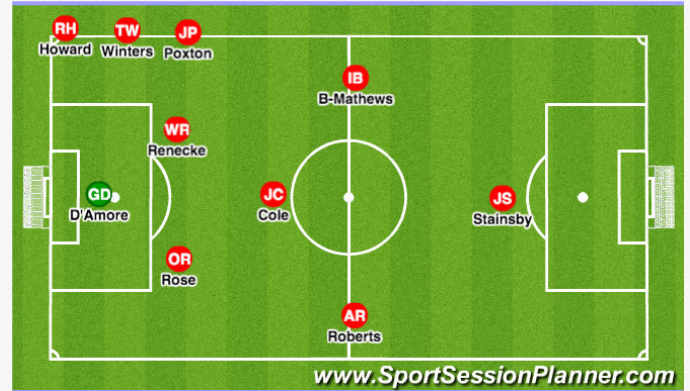 RH
Howard
TW
Winters
JP
Poxton
IB
B-Mathews
WR
Renecke
GD
D'Amore
JC
Cole
JS
Stainsby
OR
Rose
AR
Roberts
www.SportSessionPlanner.com